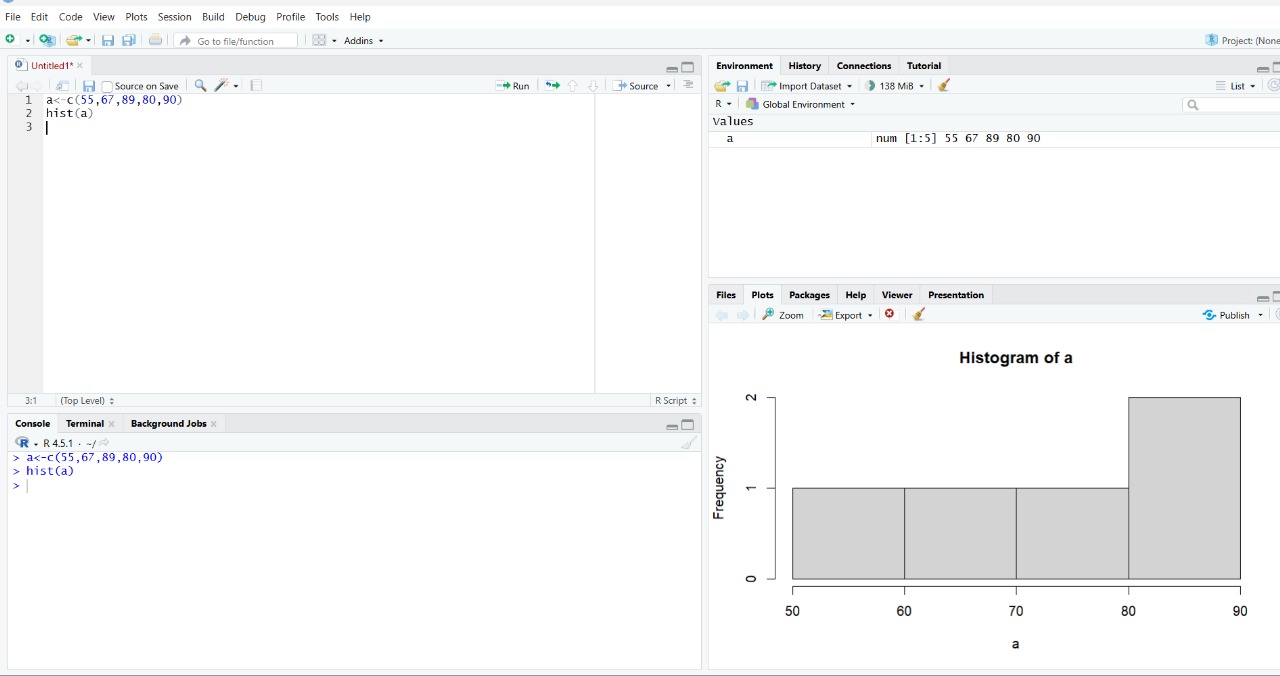 File Edit Code View Plots Session Build Debug Profile Tools Help
Go to file/function Addins Project: (None
Untitled1*
Source on Save Run Source
1 a<-c(55,67,89,80,90)
2 hist(a)
3
3:1 (Top Level) R Script
Console Terminal Background Jobs
R R 4.5.1 · ~/
> a<-c(55,67,89,80,90)
> hist(a)
>
Environment History Connections Tutorial
Import Dataset 138 MiB List
R Global Environment
Values
a num [1:5] 55 67 89 80 90
Files Plots Packages Help Viewer Presentation
Zoom Export Publish
Histogram of a
Frequency
2
1
0
50 60 70 80 90
a